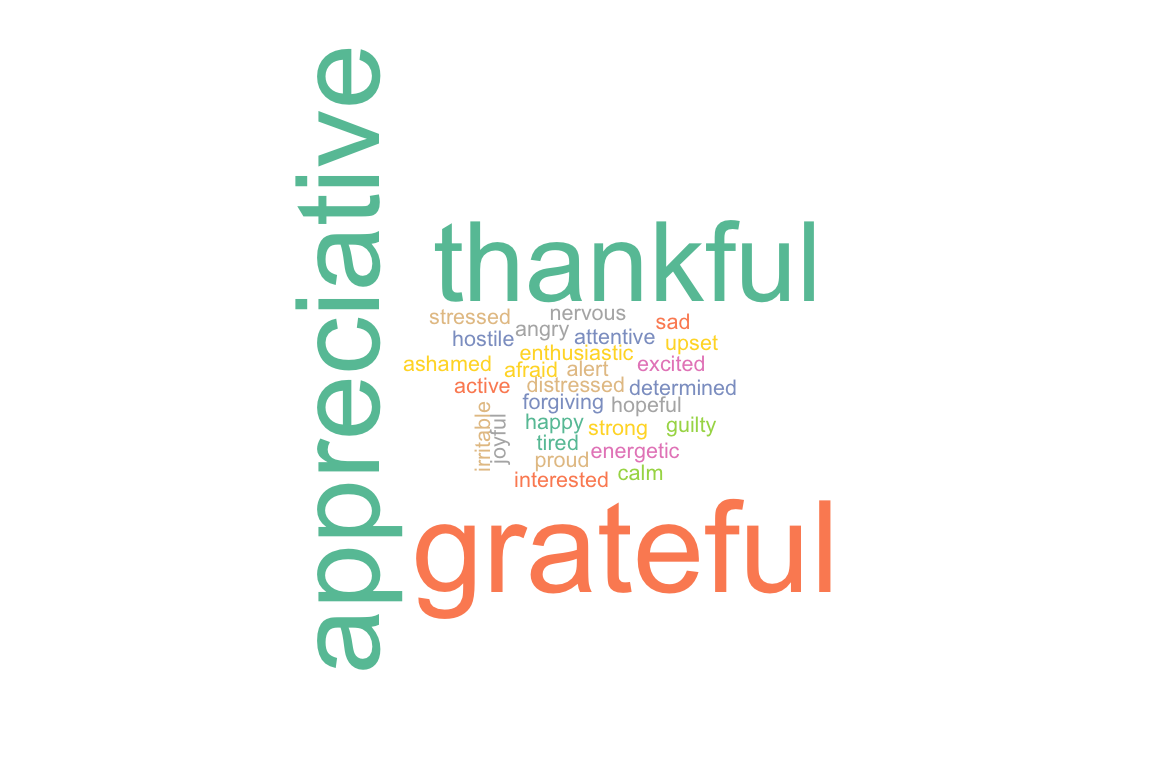 appreciative
thankful
stressed
nervous
hostile
angry
attentive
sad
upset
ashamed
enthusiastic
afraid
alert
excited
active
distressed
determined
forgiving
hopeful
irritable
joyful
happy
strong
guilty
tired
energetic
proud
calm
interested
grateful